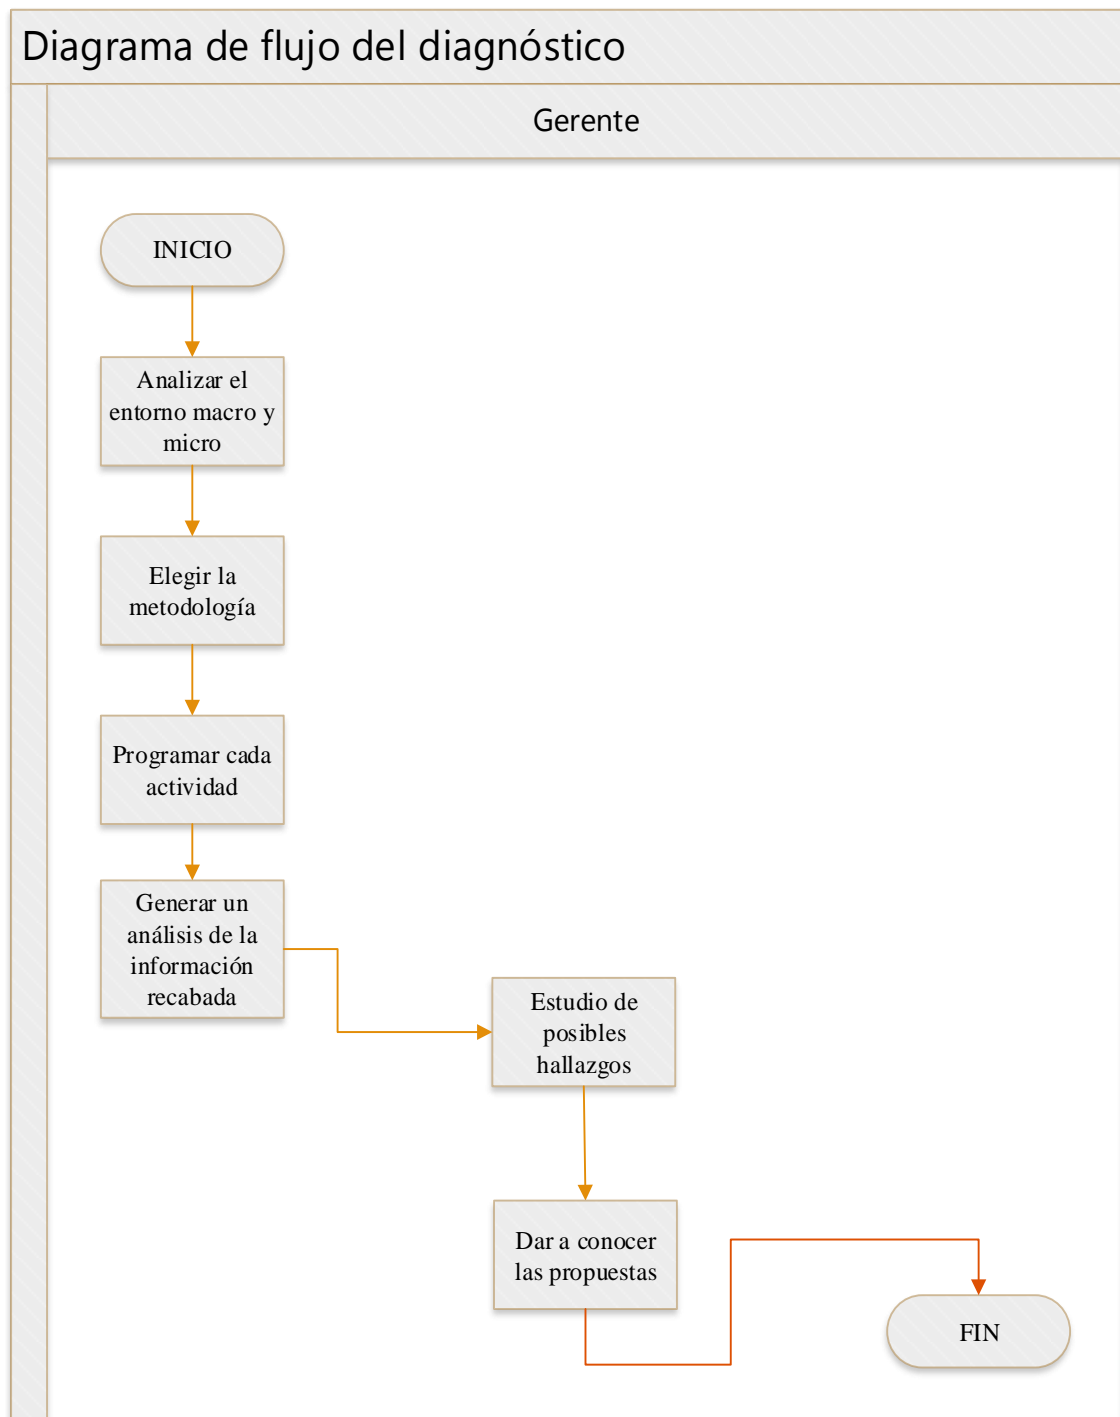 Diagrama de flujo del diagnóstico
Gerente
INICIO
Analizar el
entorno macro y
micro
Elegir la
metodología
Programar cada
actividad
Generar un
análisis de la
información
recabada
Estudio de
posibles
hallazgos
Dar a conocer
las propuestas
FIN